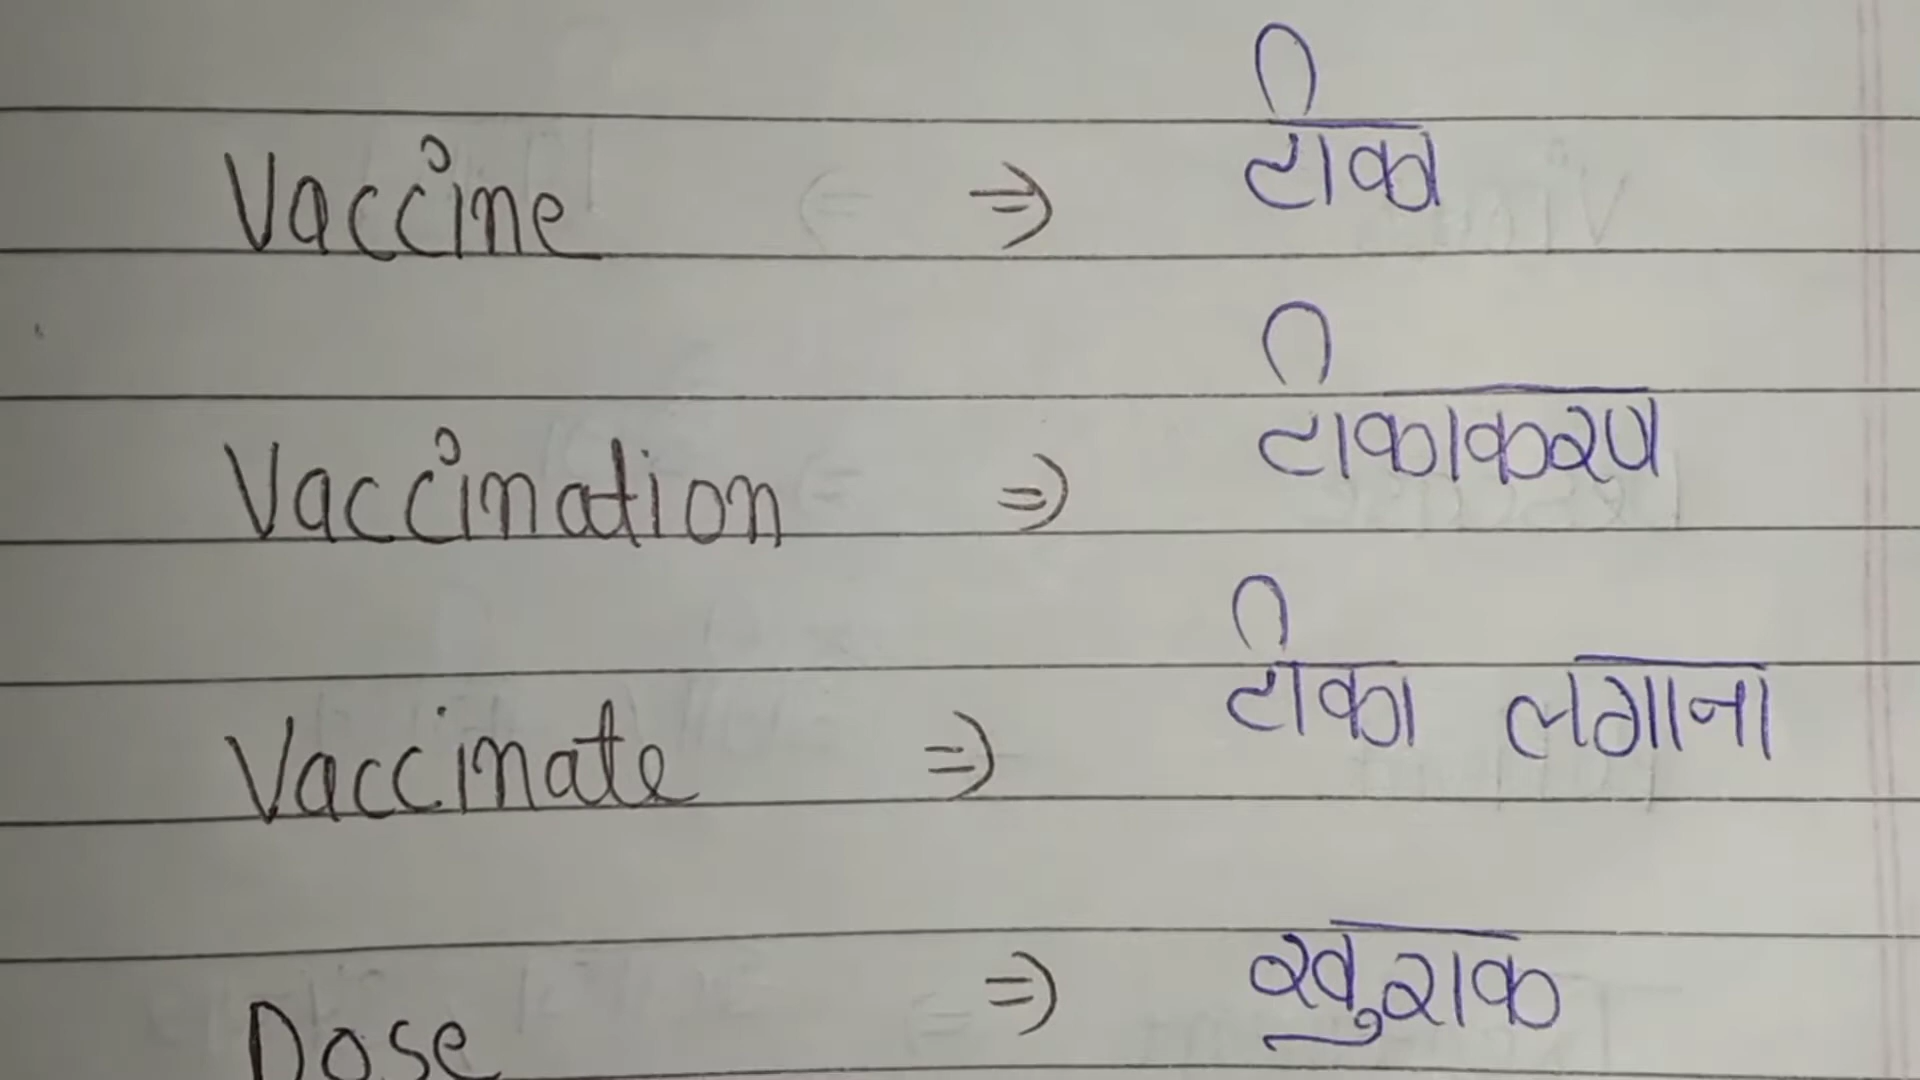 Vaccine ⇒ टीका
Vaccination ⇒ टीकाकरण
Vaccinate ⇒ टीका लगाना
Dose ⇒ खुराक